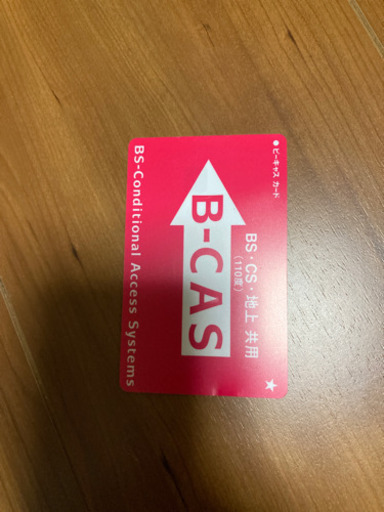 ● ビーキャス カード
BS・CS・地上 共用
(110度)
B-CAS
BS-Conditional Access Systems